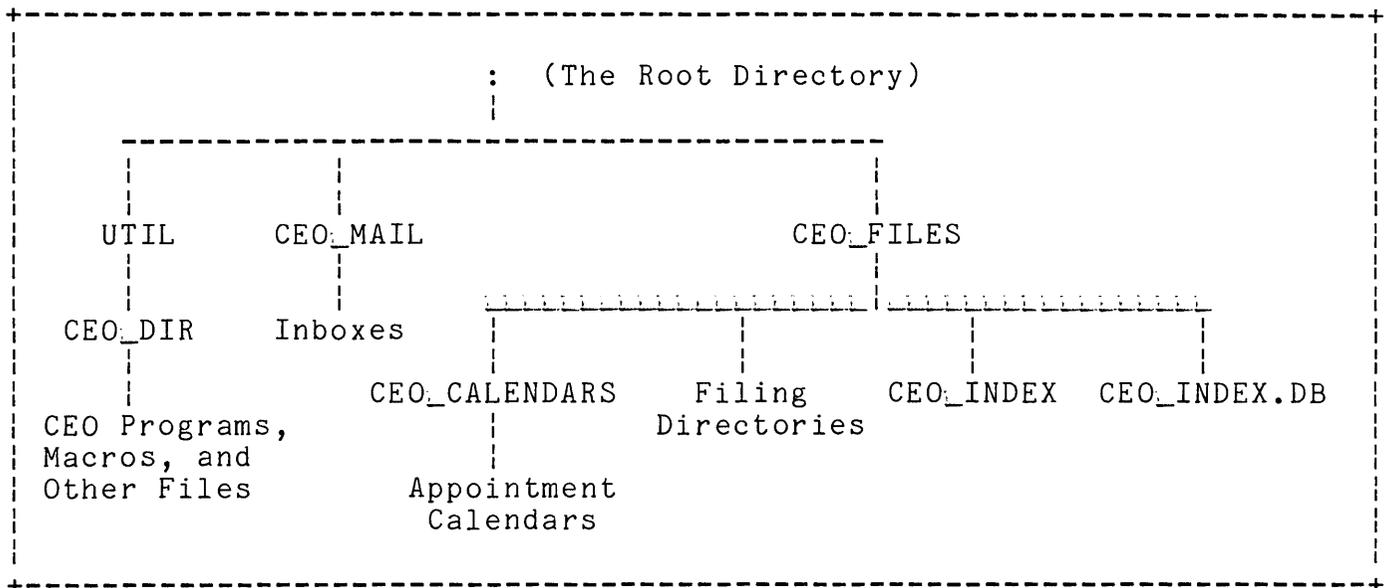 : (The Root Directory)
UTIL CEO_MAIL CEO_FILES
CEO_DIR Inboxes
CEO_CALENDARS Filing CEO_INDEX CEO_INDEX.DB
CEO Programs, Directories
Macros, and
Other Files Appointment
Calendars